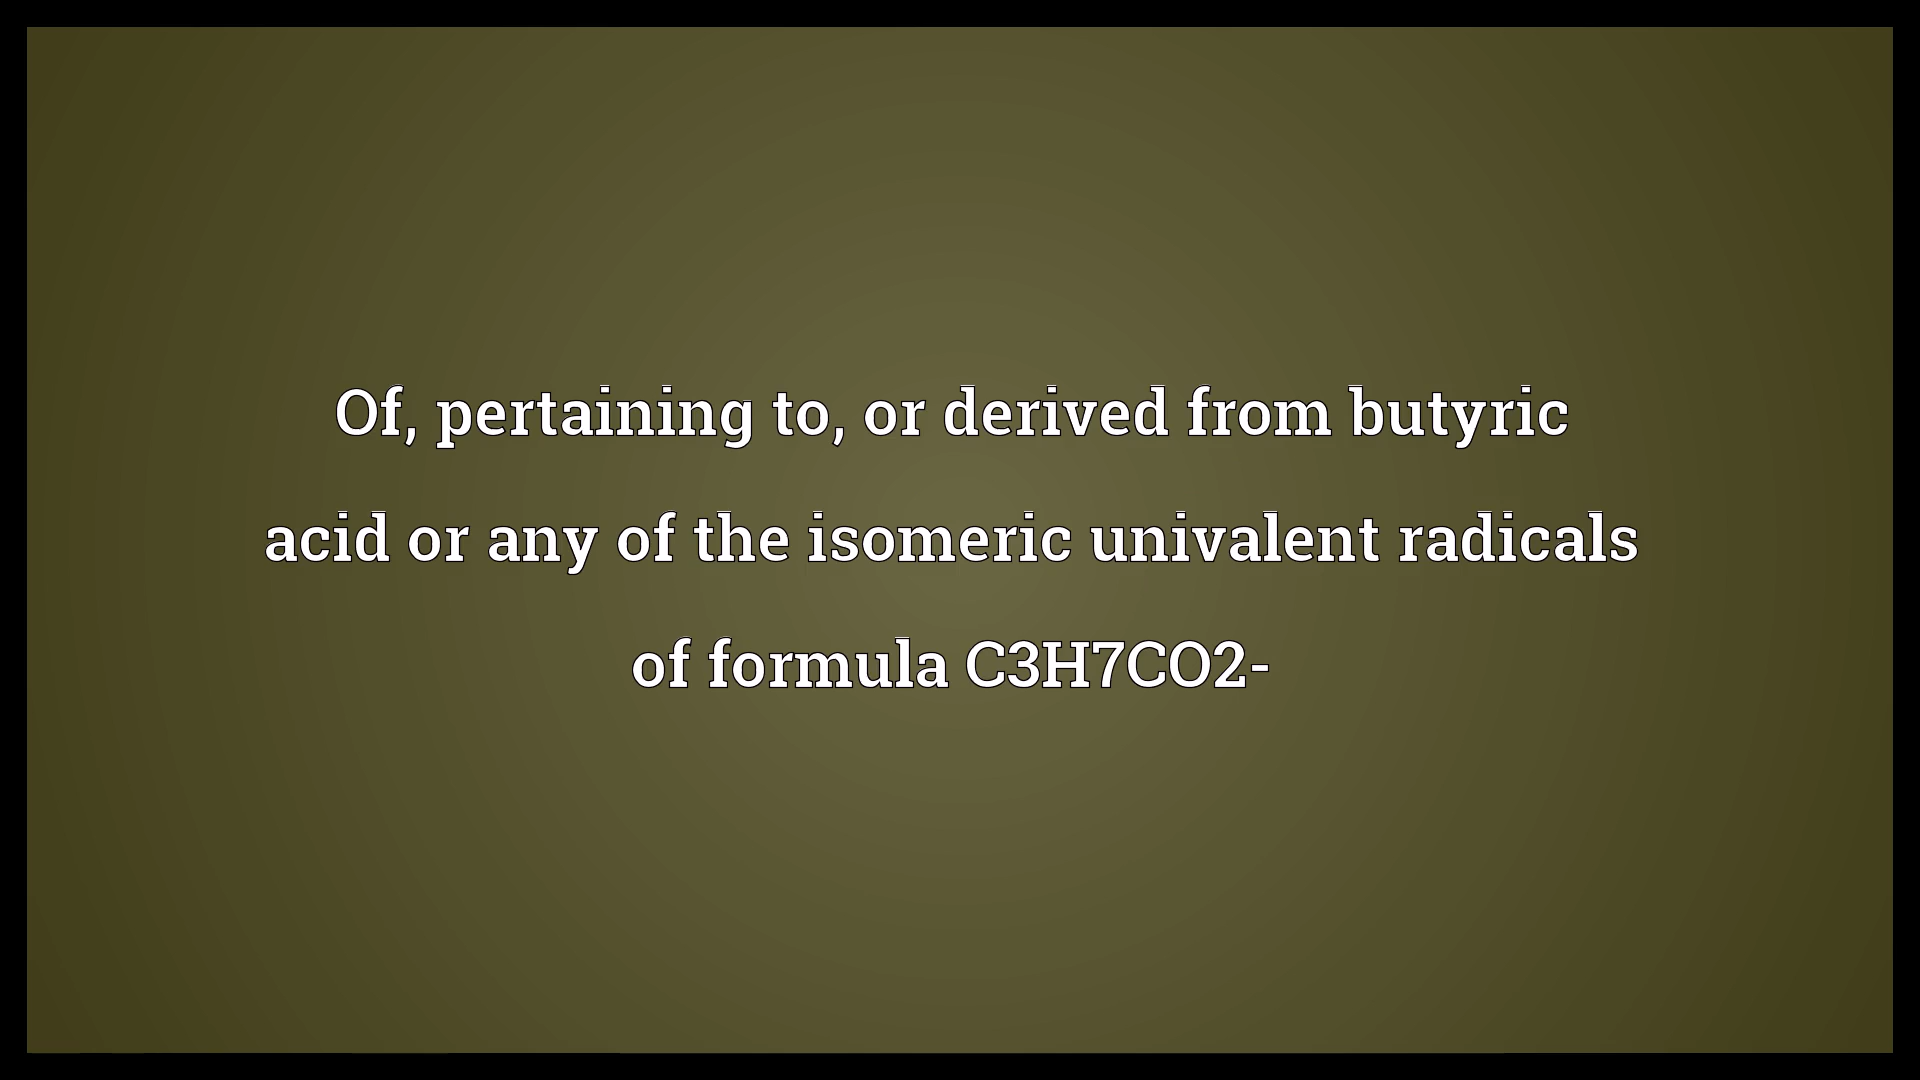 Of, pertaining to, or derived from butyric
acid or any of the isomeric univalent radicals
of formula C3H7CO2-